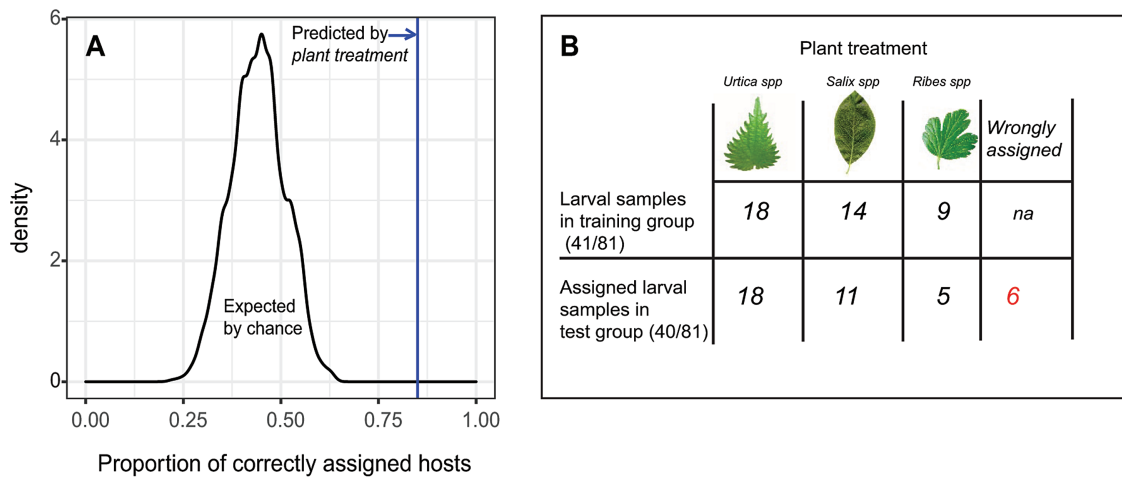 A
Predicted by
plant treatment
Expected
by chance
density
6
4
2
0
0.00 0.25 0.50 0.75 1.00
Proportion of correctly assigned hosts
B
Plant treatment
Urtica spp Salix spp Ribes spp
Wrongly
assigned
Larval samples
in training group
(41/81)
18 14 9 na
Assigned larval
samples in
test group (40/81)
18 11 5 6